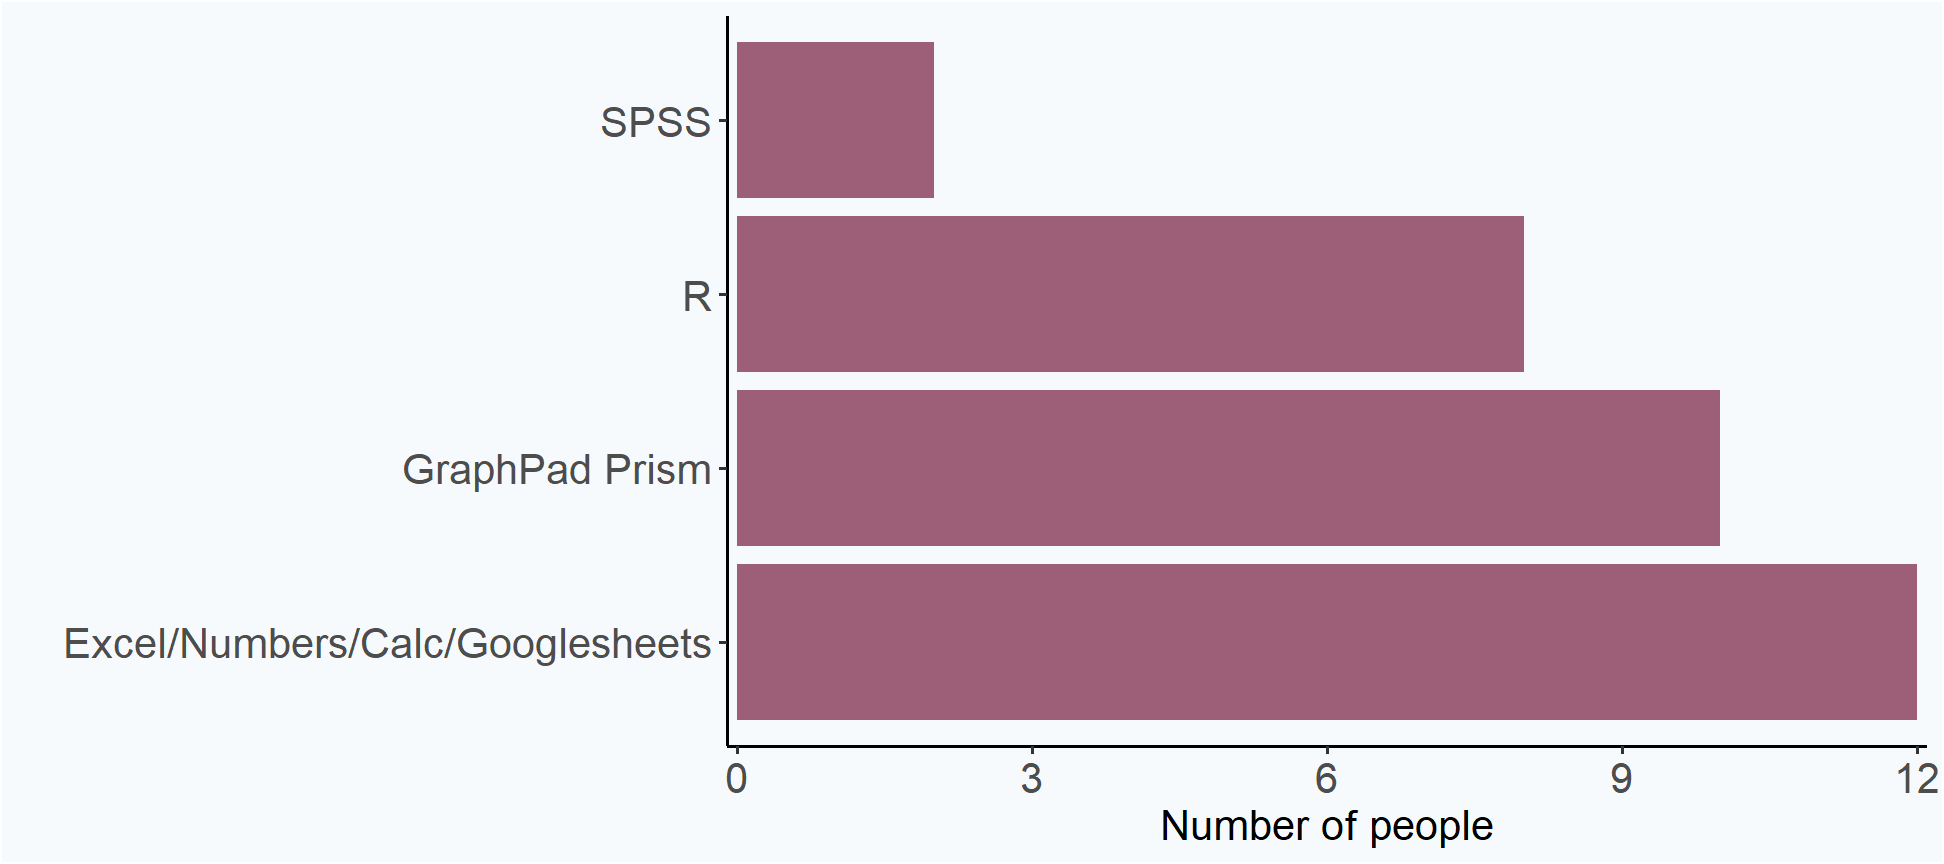 SPSS
R
GraphPad Prism
Excel/Numbers/Calc/Googlesheets
0 3 6 9 12
Number of people